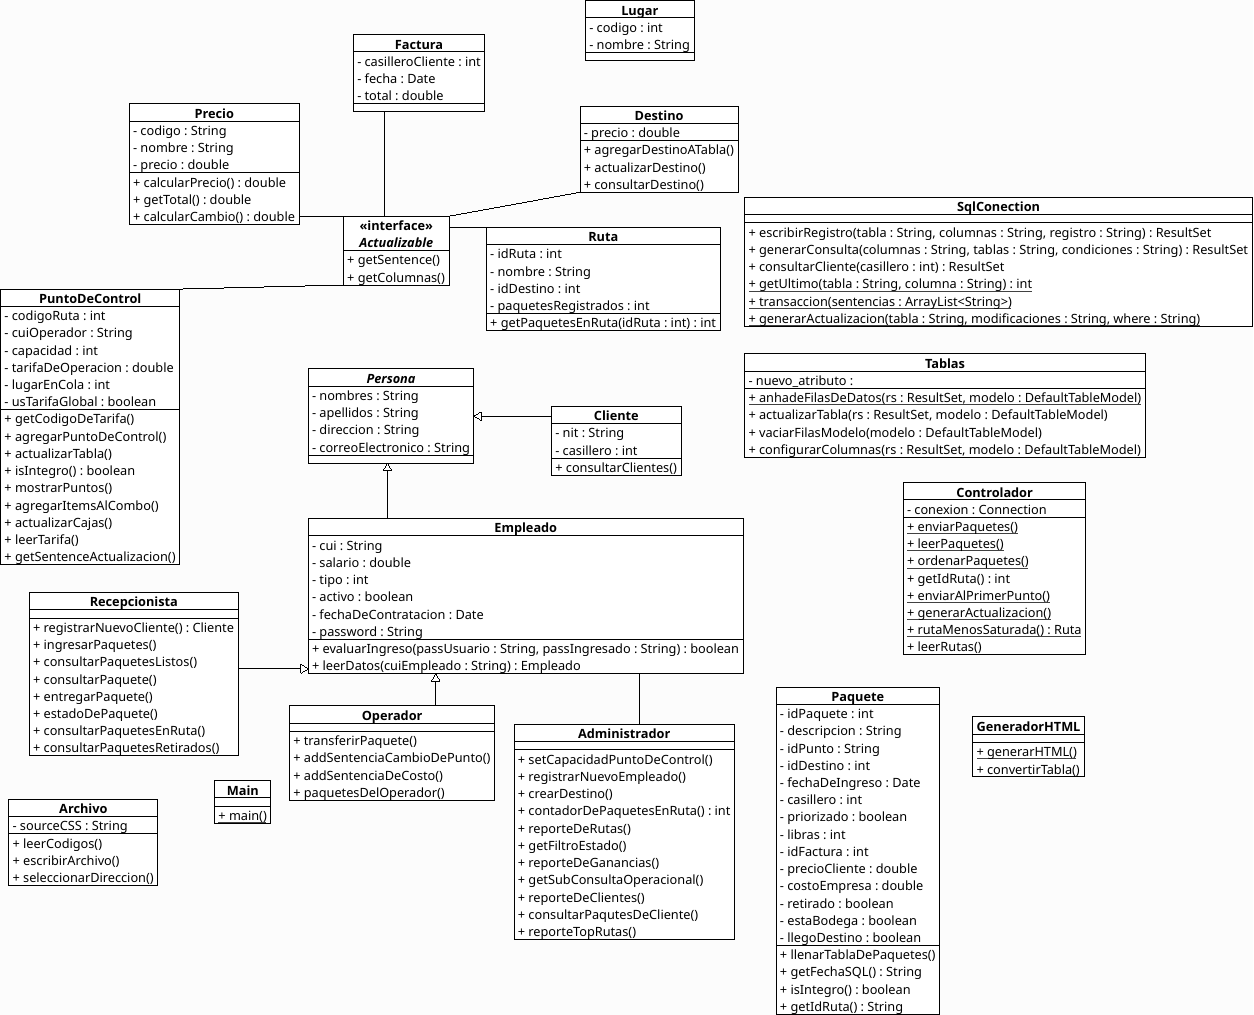 Lugar
- codigo : int
- nombre : String
Factura
- casilleroCliente : int
- fecha : Date
- total : double
Precio
- codigo : String
- nombre : String
- precio : double
+ calcularPrecio() : double
+ getTotal() : double
+ calcularCambio() : double
Destino
- precio : double
+ agregarDestinoATabla()
+ actualizarDestino()
+ consultarDestino()
«interface»
Actualizable
+ getSentence()
+ getColumnas()
Ruta
- idRuta : int
- nombre : String
- idDestino : int
- paquetesRegistrados : int
+ getPaquetesEnRuta(idRuta : int) : int
SqlConection
+ escribirRegistro(tabla : String, columnas : String, registro : String) : ResultSet
+ generarConsulta(columnas : String, tablas : String, condiciones : String) : ResultSet
+ consultarCliente(casillero : int) : ResultSet
+ getUltimo(tabla : String, columna : String) : int
+ transaccion(sentencias : ArrayList<String>)
+ generarActualizacion(tabla : String, modificaciones : String, where : String)
PuntoDeControl
- codigoRuta : int
- cuiOperador : String
- capacidad : int
- tarifaDeOperacion : double
- lugarEnCola : int
- usTarifaGlobal : boolean
+ getCodigoDeTarifa()
+ agregarPuntoDeControl()
+ actualizarTabla()
+ isIntegro() : boolean
+ mostrarPuntos()
+ agregarItemsAlCombo()
+ actualizarCajas()
+ leerTarifa()
+ getSentenceActualizacion()
Persona
- nombres : String
- apellidos : String
- direccion : String
- correoElectronico : String
Cliente
- nit : String
- casillero : int
+ consultarClientes()
Tablas
- nuevo_atributo :
+ anhadeFilasDeDatos(rs : ResultSet, modelo : DefaultTableModel)
+ actualizarTabla(rs : ResultSet, modelo : DefaultTableModel)
+ vaciarFilasModelo(modelo : DefaultTableModel)
+ configurarColumnas(rs : ResultSet, modelo : DefaultTableModel)
Controlador
- conexion : Connection
+ enviarPaquetes()
+ leerPaquetes()
+ ordenarPaquetes()
+ getIdRuta() : int
+ enviarAlPrimerPunto()
+ generarActualizacion()
+ rutaMenosSaturada() : Ruta
+ leerRutas()
Empleado
- cui : String
- salario : double
- tipo : int
- activo : boolean
- fechaDeContratacion : Date
- password : String
+ evaluarIngreso(passUsuario : String, passIngresado : String) : boolean
+ leerDatos(cuiEmpleado : String) : Empleado
Recepcionista
+ registrarNuevoCliente() : Cliente
+ ingresarPaquetes()
+ consultarPaquetesListos()
+ consultarPaquete()
+ entregarPaquete()
+ estadoDePaquete()
+ consultarPaquetesEnRuta()
+ consultarPaquetesRetirados()
Operador
+ transferirPaquete()
+ addSentenciaCambioDePunto()
+ addSentenciaDeCosto()
+ paquetesDelOperador()
Administrador
+ setCapacidadPuntoDeControl()
+ registrarNuevoEmpleado()
+ crearDestino()
+ contadorDePaquetesEnRuta() : int
+ reporteDeRutas()
+ getFiltroEstado()
+ reporteDeGanancias()
+ getSubConsultaOperacional()
+ reporteDeClientes()
+ consultarPaqutesDeCliente()
+ reporteTopRutas()
Paquete
- idPaquete : int
- descripcion : String
- idPunto : String
- idDestino : int
- fechaDeIngreso : Date
- casillero : int
- priorizado : boolean
- libras : int
- idFactura : int
- precioCliente : double
- costoEmpresa : double
- retirado : boolean
- estaBodega : boolean
- llegoDestino : boolean
+ llenarTablaDePaquetes()
+ getFechaSQL() : String
+ isIntegro() : boolean
+ getIdRuta() : String
GeneradorHTML
+ generarHTML()
+ convertirTabla()
Main
+ main()
Archivo
- sourceCSS : String
+ leerCodigos()
+ escribirArchivo()
+ seleccionarDireccion()